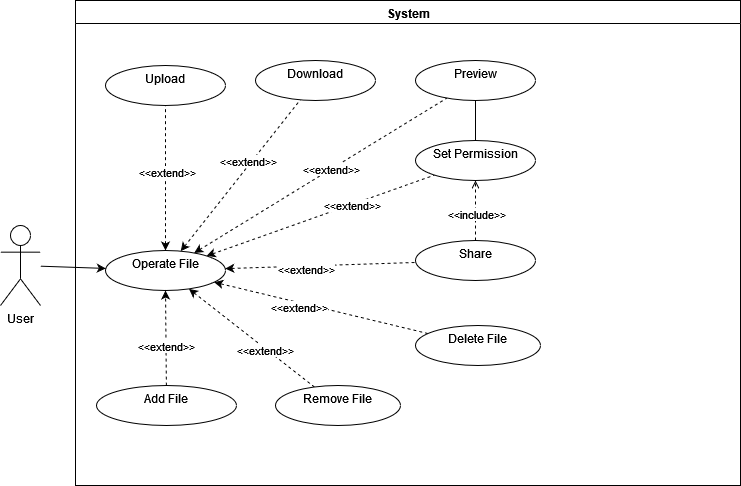 System
Upload
Download
Preview
Set Permission
<<extend>>
<<extend>>
<<extend>>
<<extend>>
<<include>>
User
Operate File
Share
<<extend>>
<<extend>>
Delete File
<<extend>>
<<extend>>
Add File
Remove File